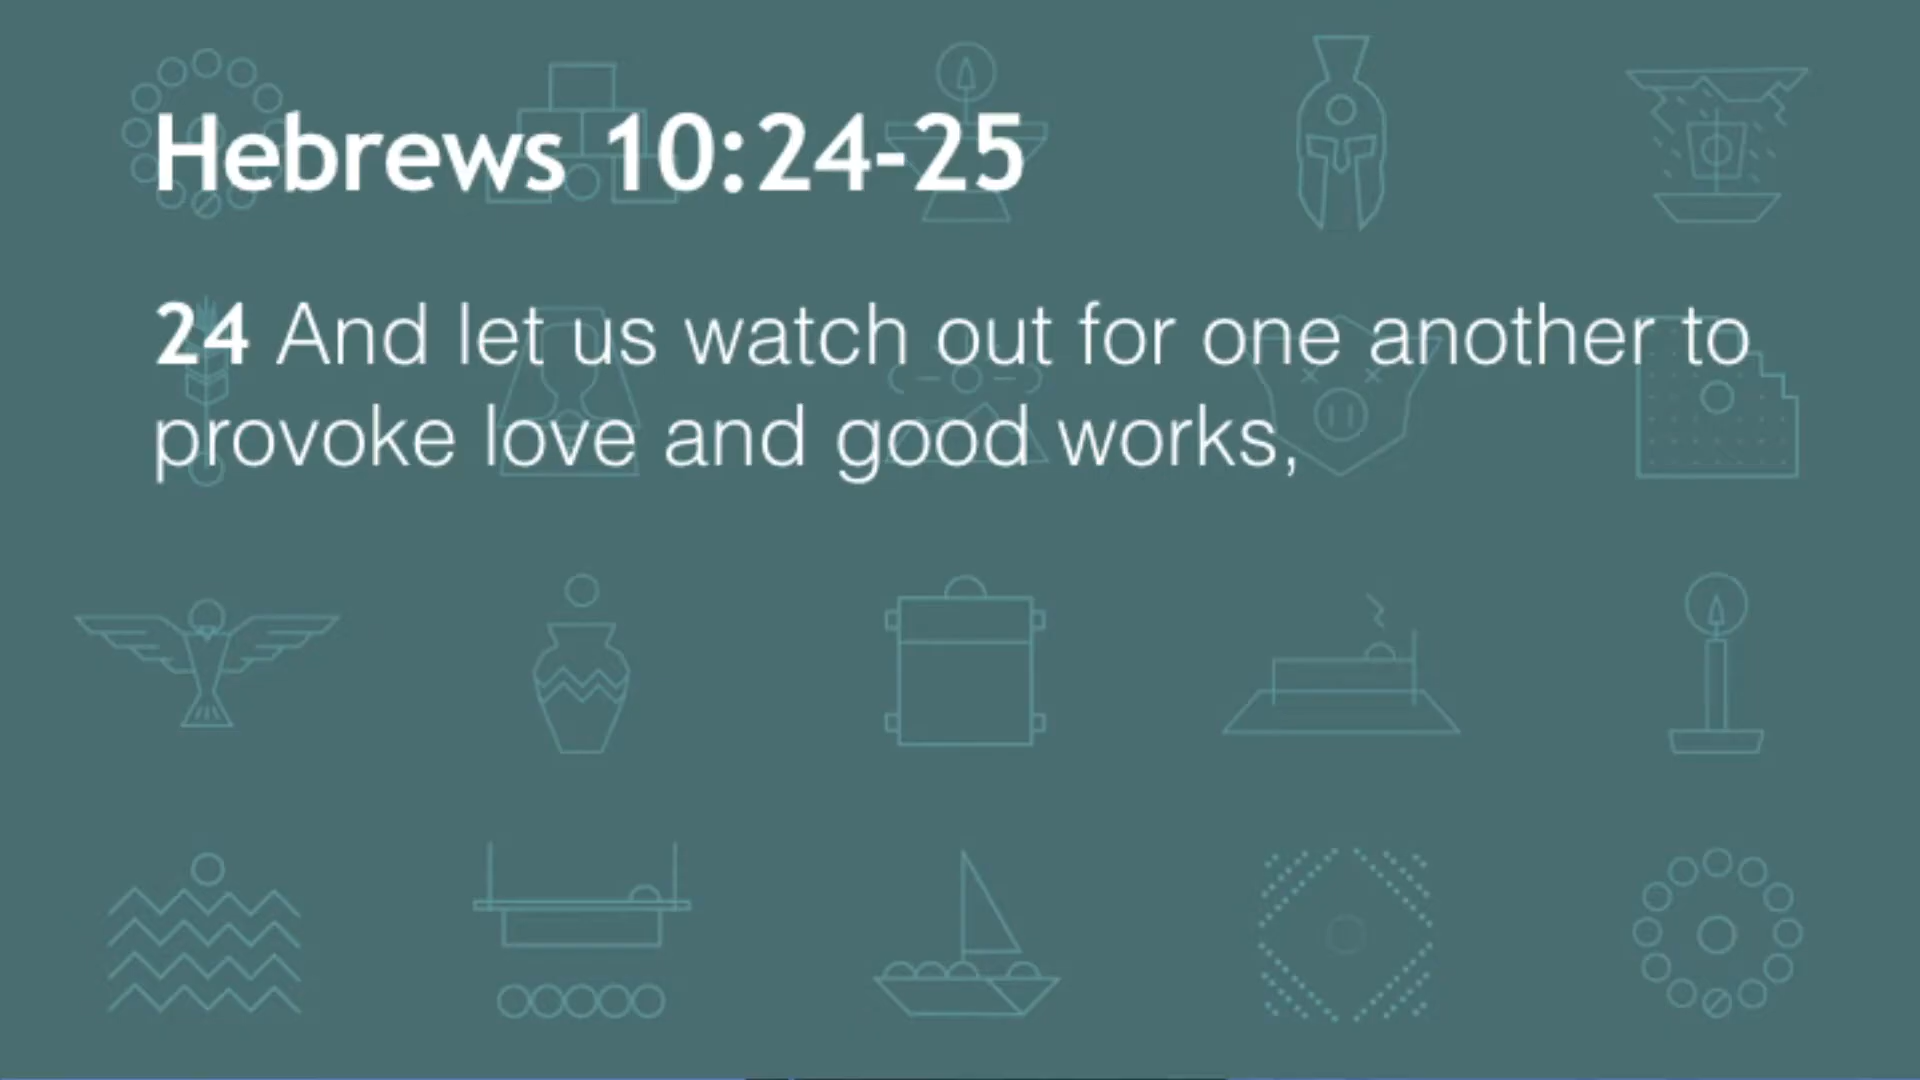 Hebrews 10:24-25
24 And let us watch out for one another to
provoke love and good works,